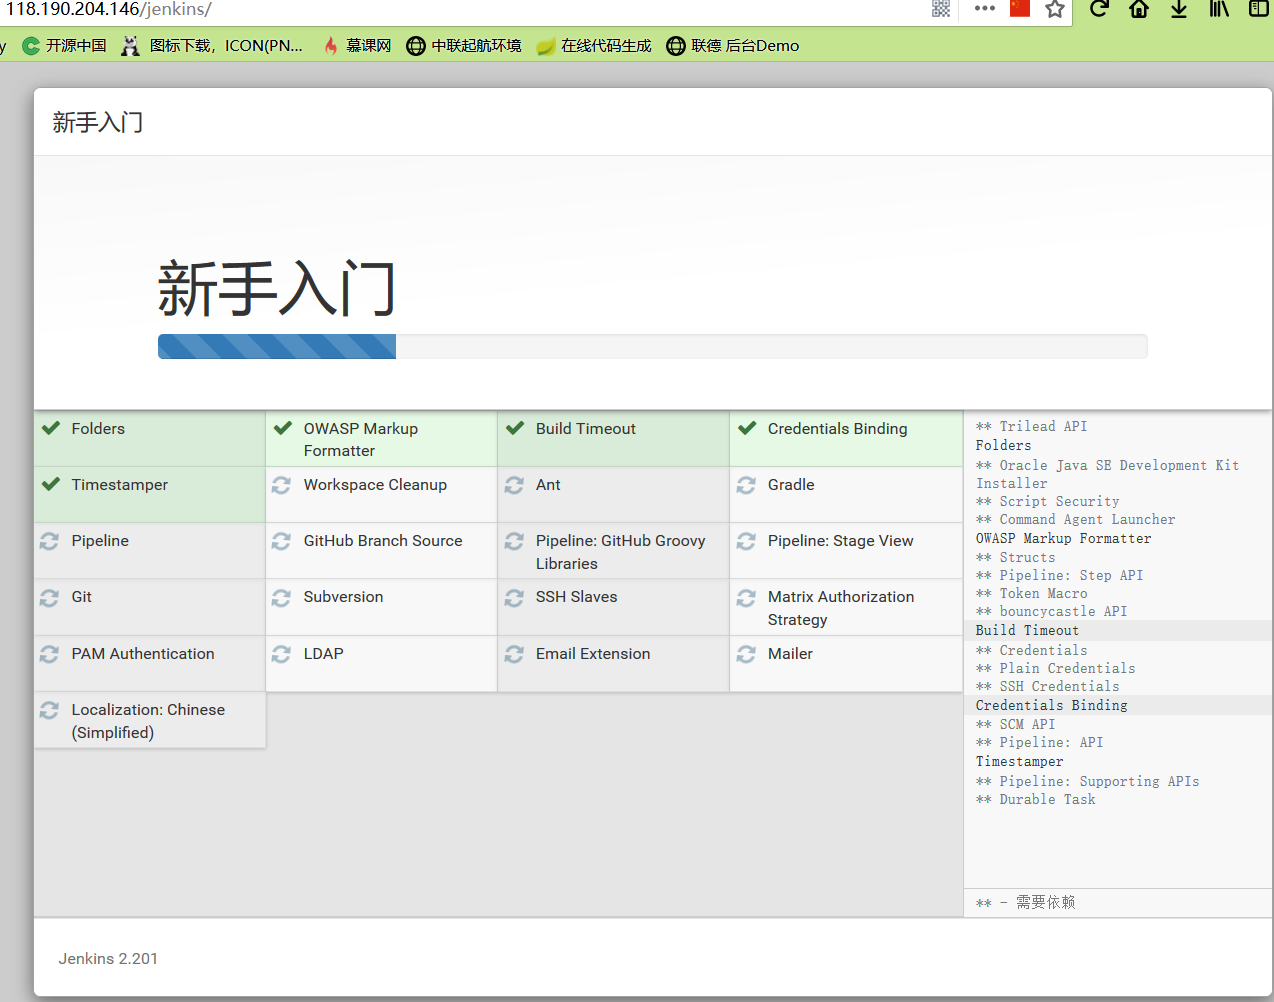 118.190.204.146/jenkins/
y 开源中国 图标下载，ICON(PN... 慕课网 中联起航环境 在线代码生成 联德 后台Demo
新手入门
新手入门
Folders
OWASP Markup
Formatter
Build Timeout
Credentials Binding
Timestamper
Workspace Cleanup
Ant
Gradle
Pipeline
GitHub Branch Source
Pipeline: GitHub Groovy
Libraries
Pipeline: Stage View
Git
Subversion
SSH Slaves
Matrix Authorization
Strategy
PAM Authentication
LDAP
Email Extension
Mailer
Localization: Chinese
(Simplified)
** Trilead API
Folders
** Oracle Java SE Development Kit
Installer
** Script Security
** Command Agent Launcher
OWASP Markup Formatter
** Structs
** Pipeline: Step API
** Token Macro
** bouncycastle API
Build Timeout
** Credentials
** Plain Credentials
** SSH Credentials
Credentials Binding
** SCM API
** Pipeline: API
Timestamper
** Pipeline: Supporting APIs
** Durable Task
** - 需要依赖
Jenkins 2.201